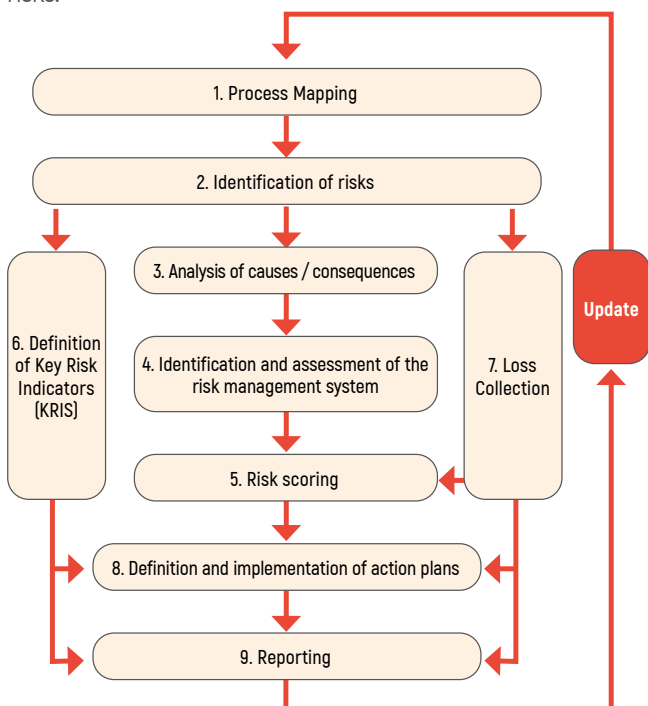 RISKS.
1. Process Mapping
2. Identification of risks
3. Analysis of causes / consequences
Update
6. Definition
of Key Risk
Indicators
(KRIS)
4. Identification and assessment of the
risk management system
7. Loss
Collection
5. Risk scoring
8. Definition and implementation of action plans
9. Reporting